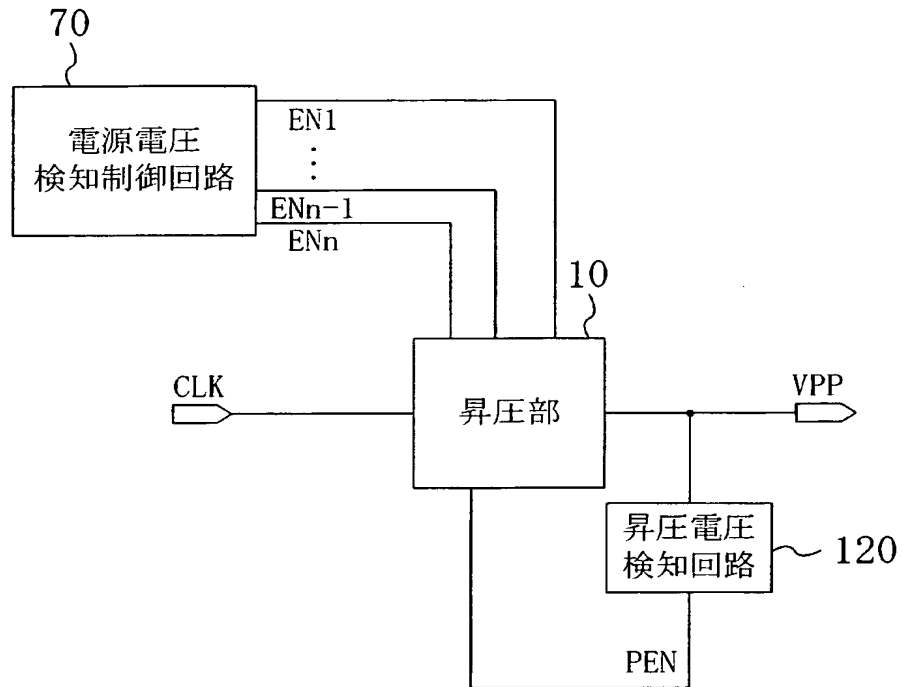 70
電源電圧
検知制御回路
EN1
⋮
ENn-1
ENn
10
昇圧部
CLK
VPP
昇圧電圧
検知回路
120
PEN